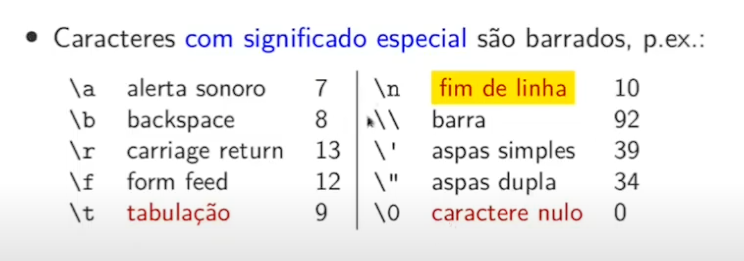 • Caracteres com significado especial são barrados, p.ex.:
\a alerta sonoro 7 \n fim de linha 10
\b backspace 8 \\ barra 92
\r carriage return 13 \' aspas simples 39
\f form feed 12 \" aspas dupla 34
\t tabulação 9 \0 caractere nulo 0